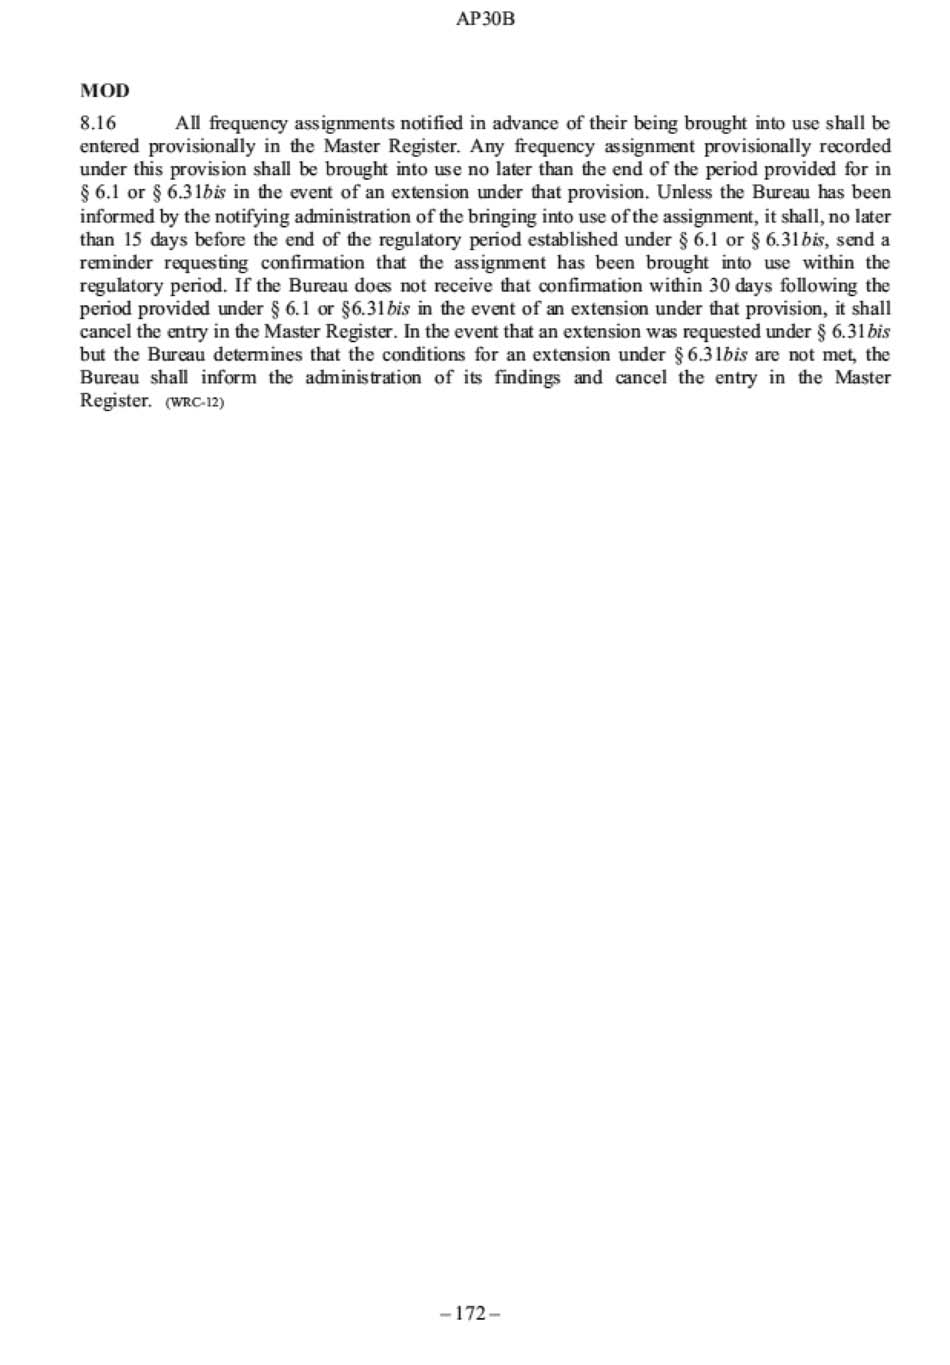 AP30B
MOD
8.16 All frequency assignments notified in advance of their being brought into use shall be
entered provisionally in the Master Register. Any frequency assignment provisionally recorded
under this provision shall be brought into use no later than the end of the period provided for in
§ 6.1 or § 6.31bis in the event of an extension under that provision. Unless the Bureau has been
informed by the notifying administration of the bringing into use of the assignment, it shall, no later
than 15 days before the end of the regulatory period established under § 6.1 or § 6.31bis, send a
reminder requesting confirmation that the assignment has been brought into use within the
regulatory period. If the Bureau does not receive that confirmation within 30 days following the
period provided under § 6.1 or §6.31bis in the event of an extension under that provision, it shall
cancel the entry in the Master Register. In the event that an extension was requested under § 6.31bis
but the Bureau determines that the conditions for an extension under § 6.31bis are not met, the
Bureau shall inform the administration of its findings and cancel the entry in the Master
Register. (WRC-12)
– 172 –